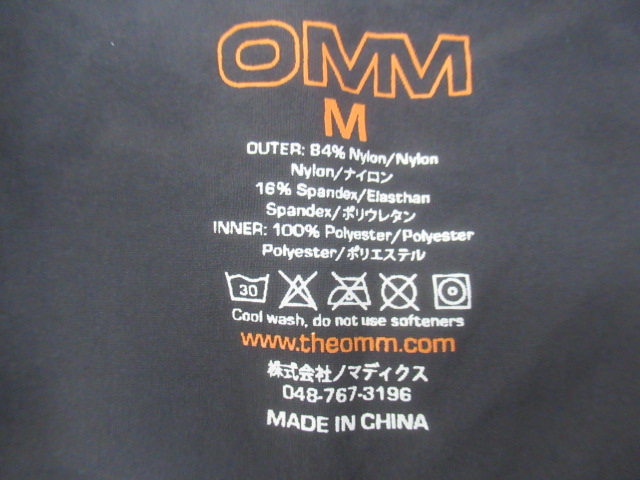 OMM
M
OUTER: 84% Nylon/Nylon
Nylon/ナイロン
16% Spandex/Elasthan
Spandex/ポリウレタン
INNER: 100% Polyester/Polyester
Polyester/ポリエステル
30
Cool wash, do not use softeners
www.theomm.com
株式会社ノマディクス
048-767-3196
MADE IN CHINA